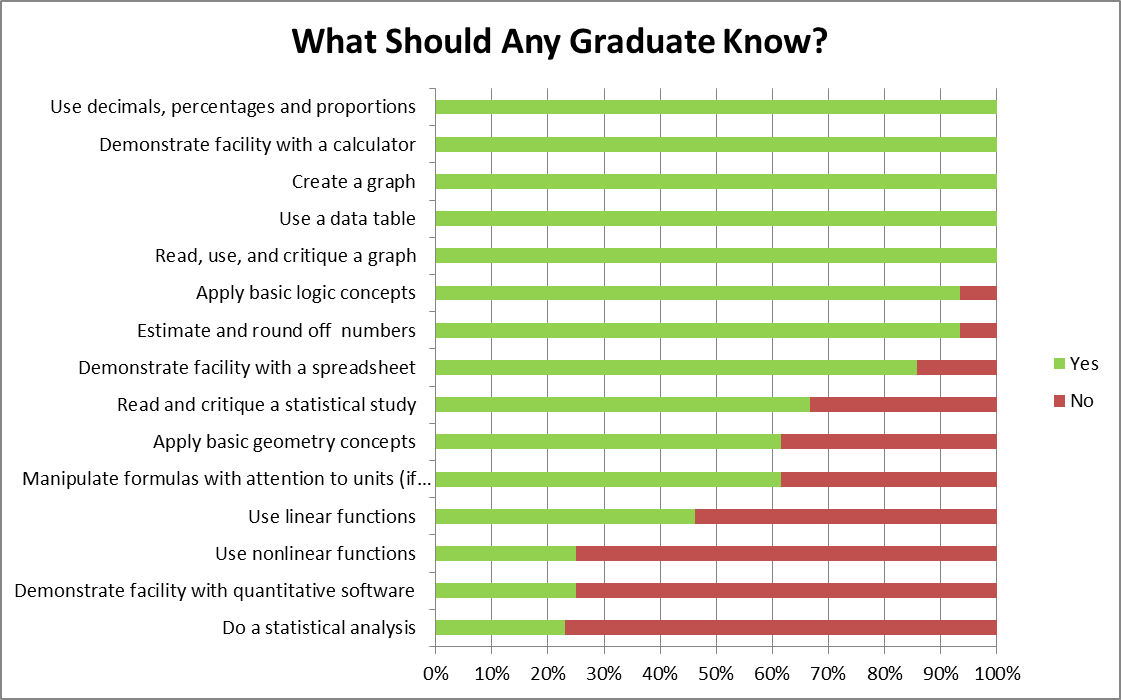 What Should Any Graduate Know?
Use decimals, percentages and proportions
Demonstrate facility with a calculator
Create a graph
Use a data table
Read, use, and critique a graph
Apply basic logic concepts
Estimate and round off  numbers
Demonstrate facility with a spreadsheet
Read and critique a statistical study
Apply basic geometry concepts
Manipulate formulas with attention to units (if…
Use linear functions
Use nonlinear functions
Demonstrate facility with quantitative software
Do a statistical analysis
Yes
No
0% 10% 20% 30% 40% 50% 60% 70% 80% 90% 100%